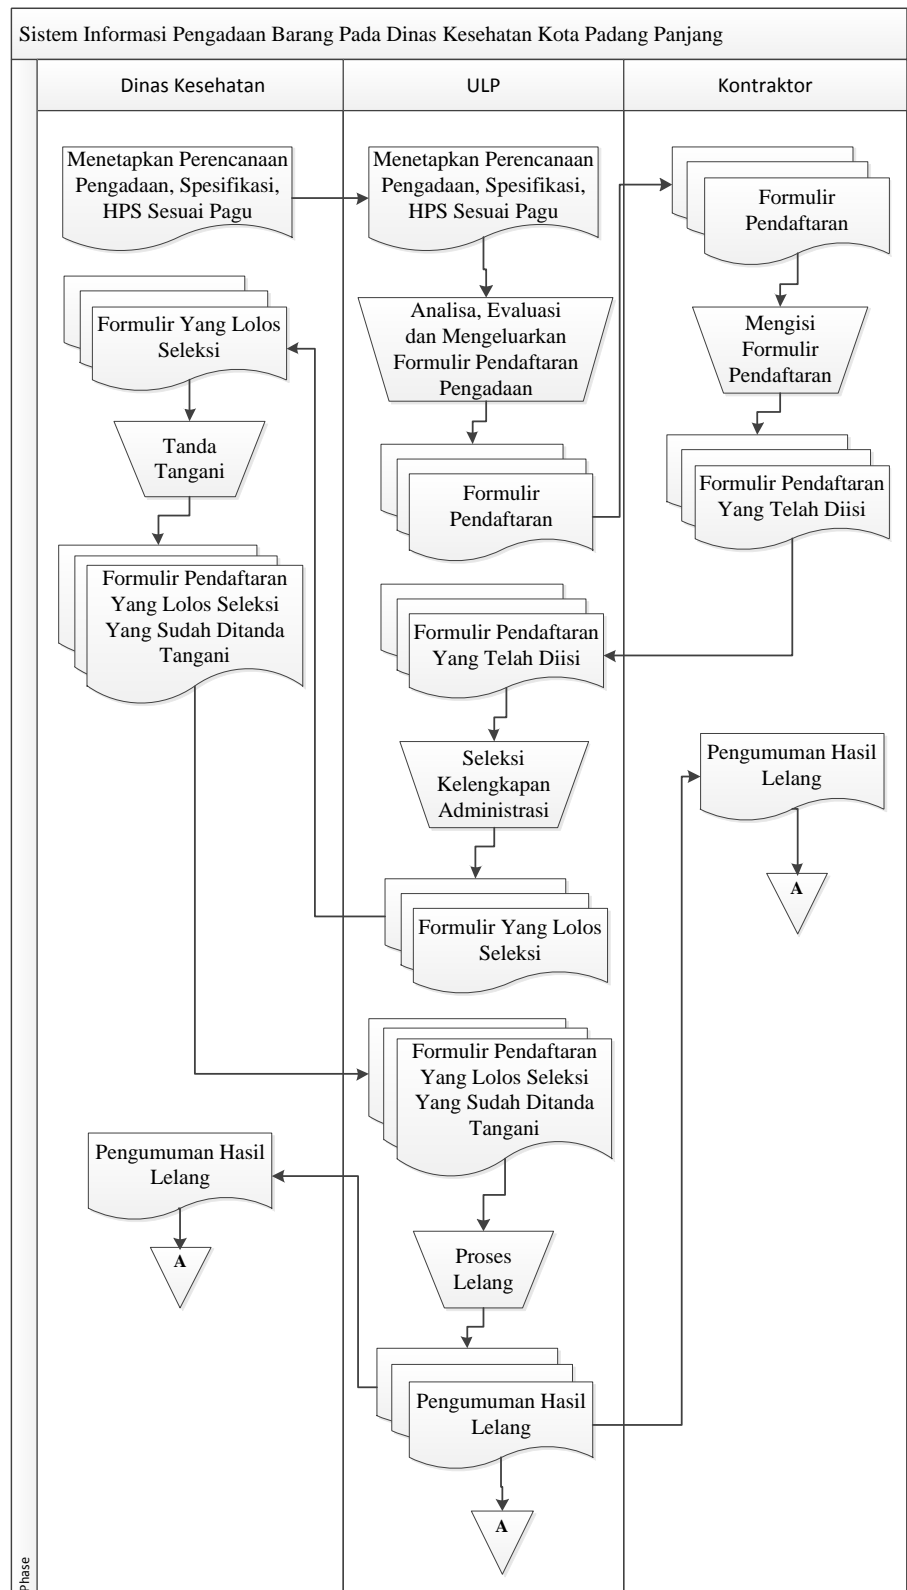 Sistem Informasi Pengadaan Barang Pada Dinas Kesehatan Kota Padang Panjang
Dinas Kesehatan
ULP
Kontraktor
Menetapkan Perencanaan
Pengadaan, Spesifikasi,
HPS Sesuai Pagu
Menetapkan Perencanaan
Pengadaan, Spesifikasi,
HPS Sesuai Pagu
Formulir
Pendaftaran
Formulir Yang Lolos
Seleksi
Analisa, Evaluasi
dan Mengeluarkan
Formulir Pendaftaran
Pengadaan
Mengisi
Formulir
Pendaftaran
Tanda
Tangani
Formulir
Pendaftaran
Formulir Pendaftaran
Yang Telah Diisi
Formulir Pendaftaran
Yang Lolos Seleksi
Yang Sudah Ditanda
Tangani
Formulir Pendaftaran
Yang Telah Diisi
Seleksi
Kelengkapan
Administrasi
Pengumuman Hasil
Lelang
A
Formulir Yang Lolos
Seleksi
Formulir Pendaftaran
Yang Lolos Seleksi
Yang Sudah Ditanda
Tangani
Pengumuman Hasil
Lelang
A
Proses
Lelang
Pengumuman Hasil
Lelang
A
Phase